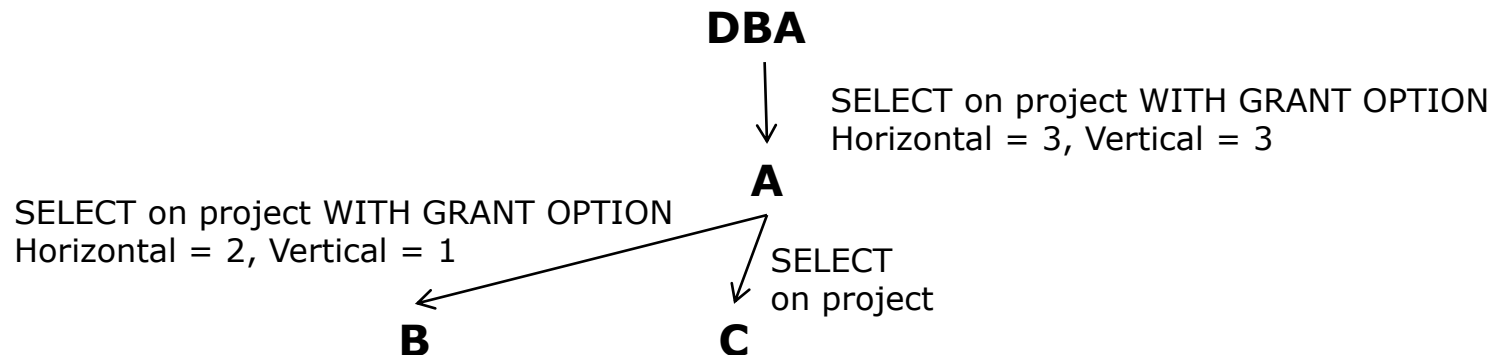 DBA
SELECT on project WITH GRANT OPTION
Horizontal = 3, Vertical = 3
A
SELECT on project WITH GRANT OPTION
Horizontal = 2, Vertical = 1
SELECT
on project
B
C